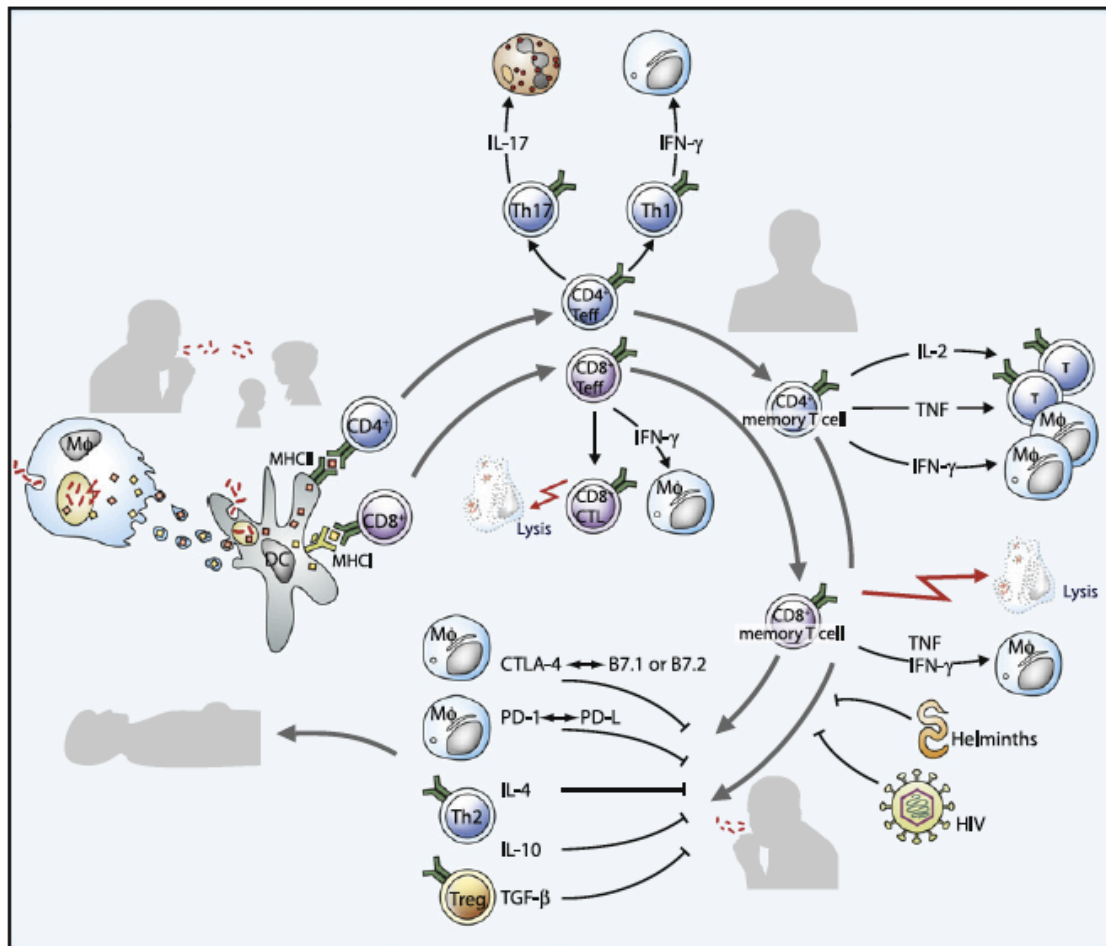 IL-17
IFN-γ
Th17
Th1
CD4+
Teff
CD8+
Teff
IL-2
T
CD4+
memory T cell
TNF
T
Mϕ
IFN-γ
Mϕ
Mϕ
CD4+
MHCII
IFN-γ
CD8+
CD8+
CTL
Mϕ
Lysis
DC
MHCI
Lysis
CD8+
memory T cell
TNF
IFN-γ
Mϕ
Mϕ
CTLA-4
B7.1 or B7.2
Mϕ
PD-1
PD-L
Helminths
IL-4
Th2
HIV
IL-10
Treg
TGF-β